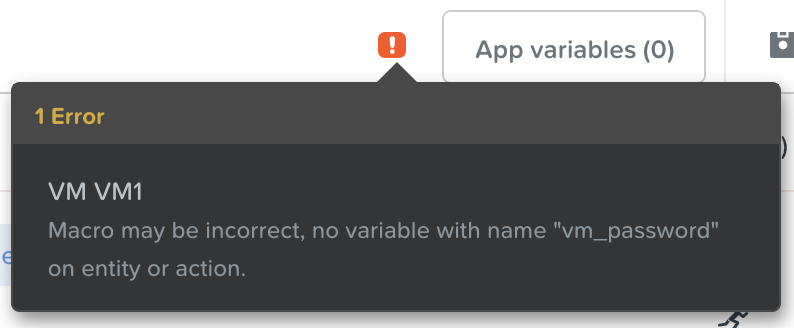 App variables (0)
1 Error
)
VM VM1
Macro may be incorrect, no variable with name "vm_password"
e
on entity or action.